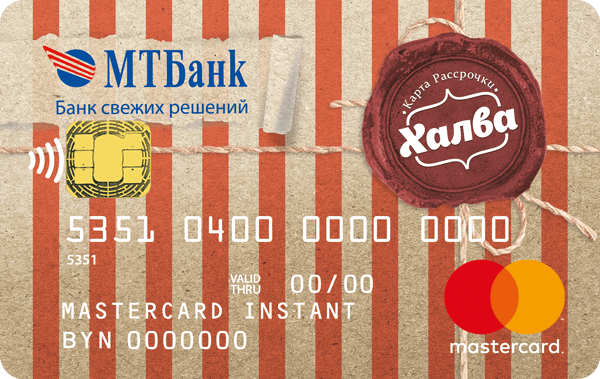 МТБанк
Банк свежих решений
Карта Рассрочки
Халва
5351 0400 0000 0000
5351
VALID THRU 00/00
MASTERCARD INSTANT
BYN 0000000
mastercard.